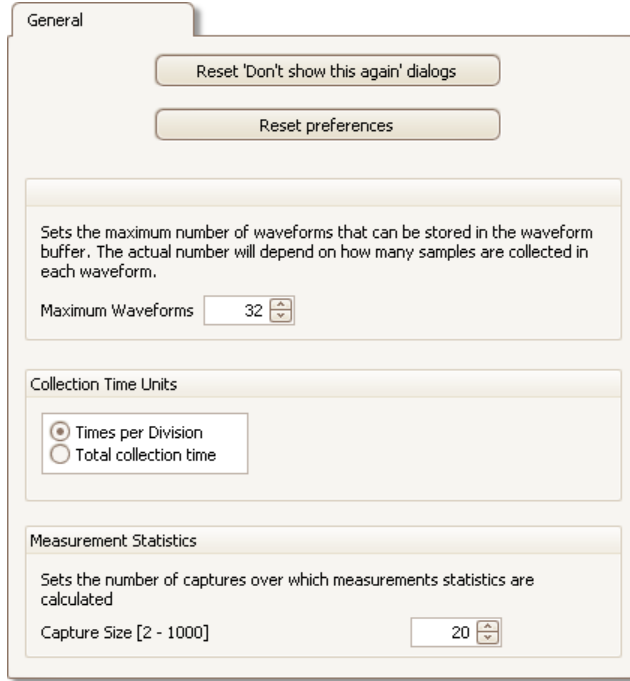 General
Reset 'Don't show this again' dialogs
Reset preferences
Sets the maximum number of waveforms that can be stored in the waveform
buffer. The actual number will depend on how many samples are collected in
each waveform.
Maximum Waveforms 32
Collection Time Units
Times per Division
Total collection time
Measurement Statistics
Sets the number of captures over which measurements statistics are
calculated
Capture Size [2 - 1000] 20